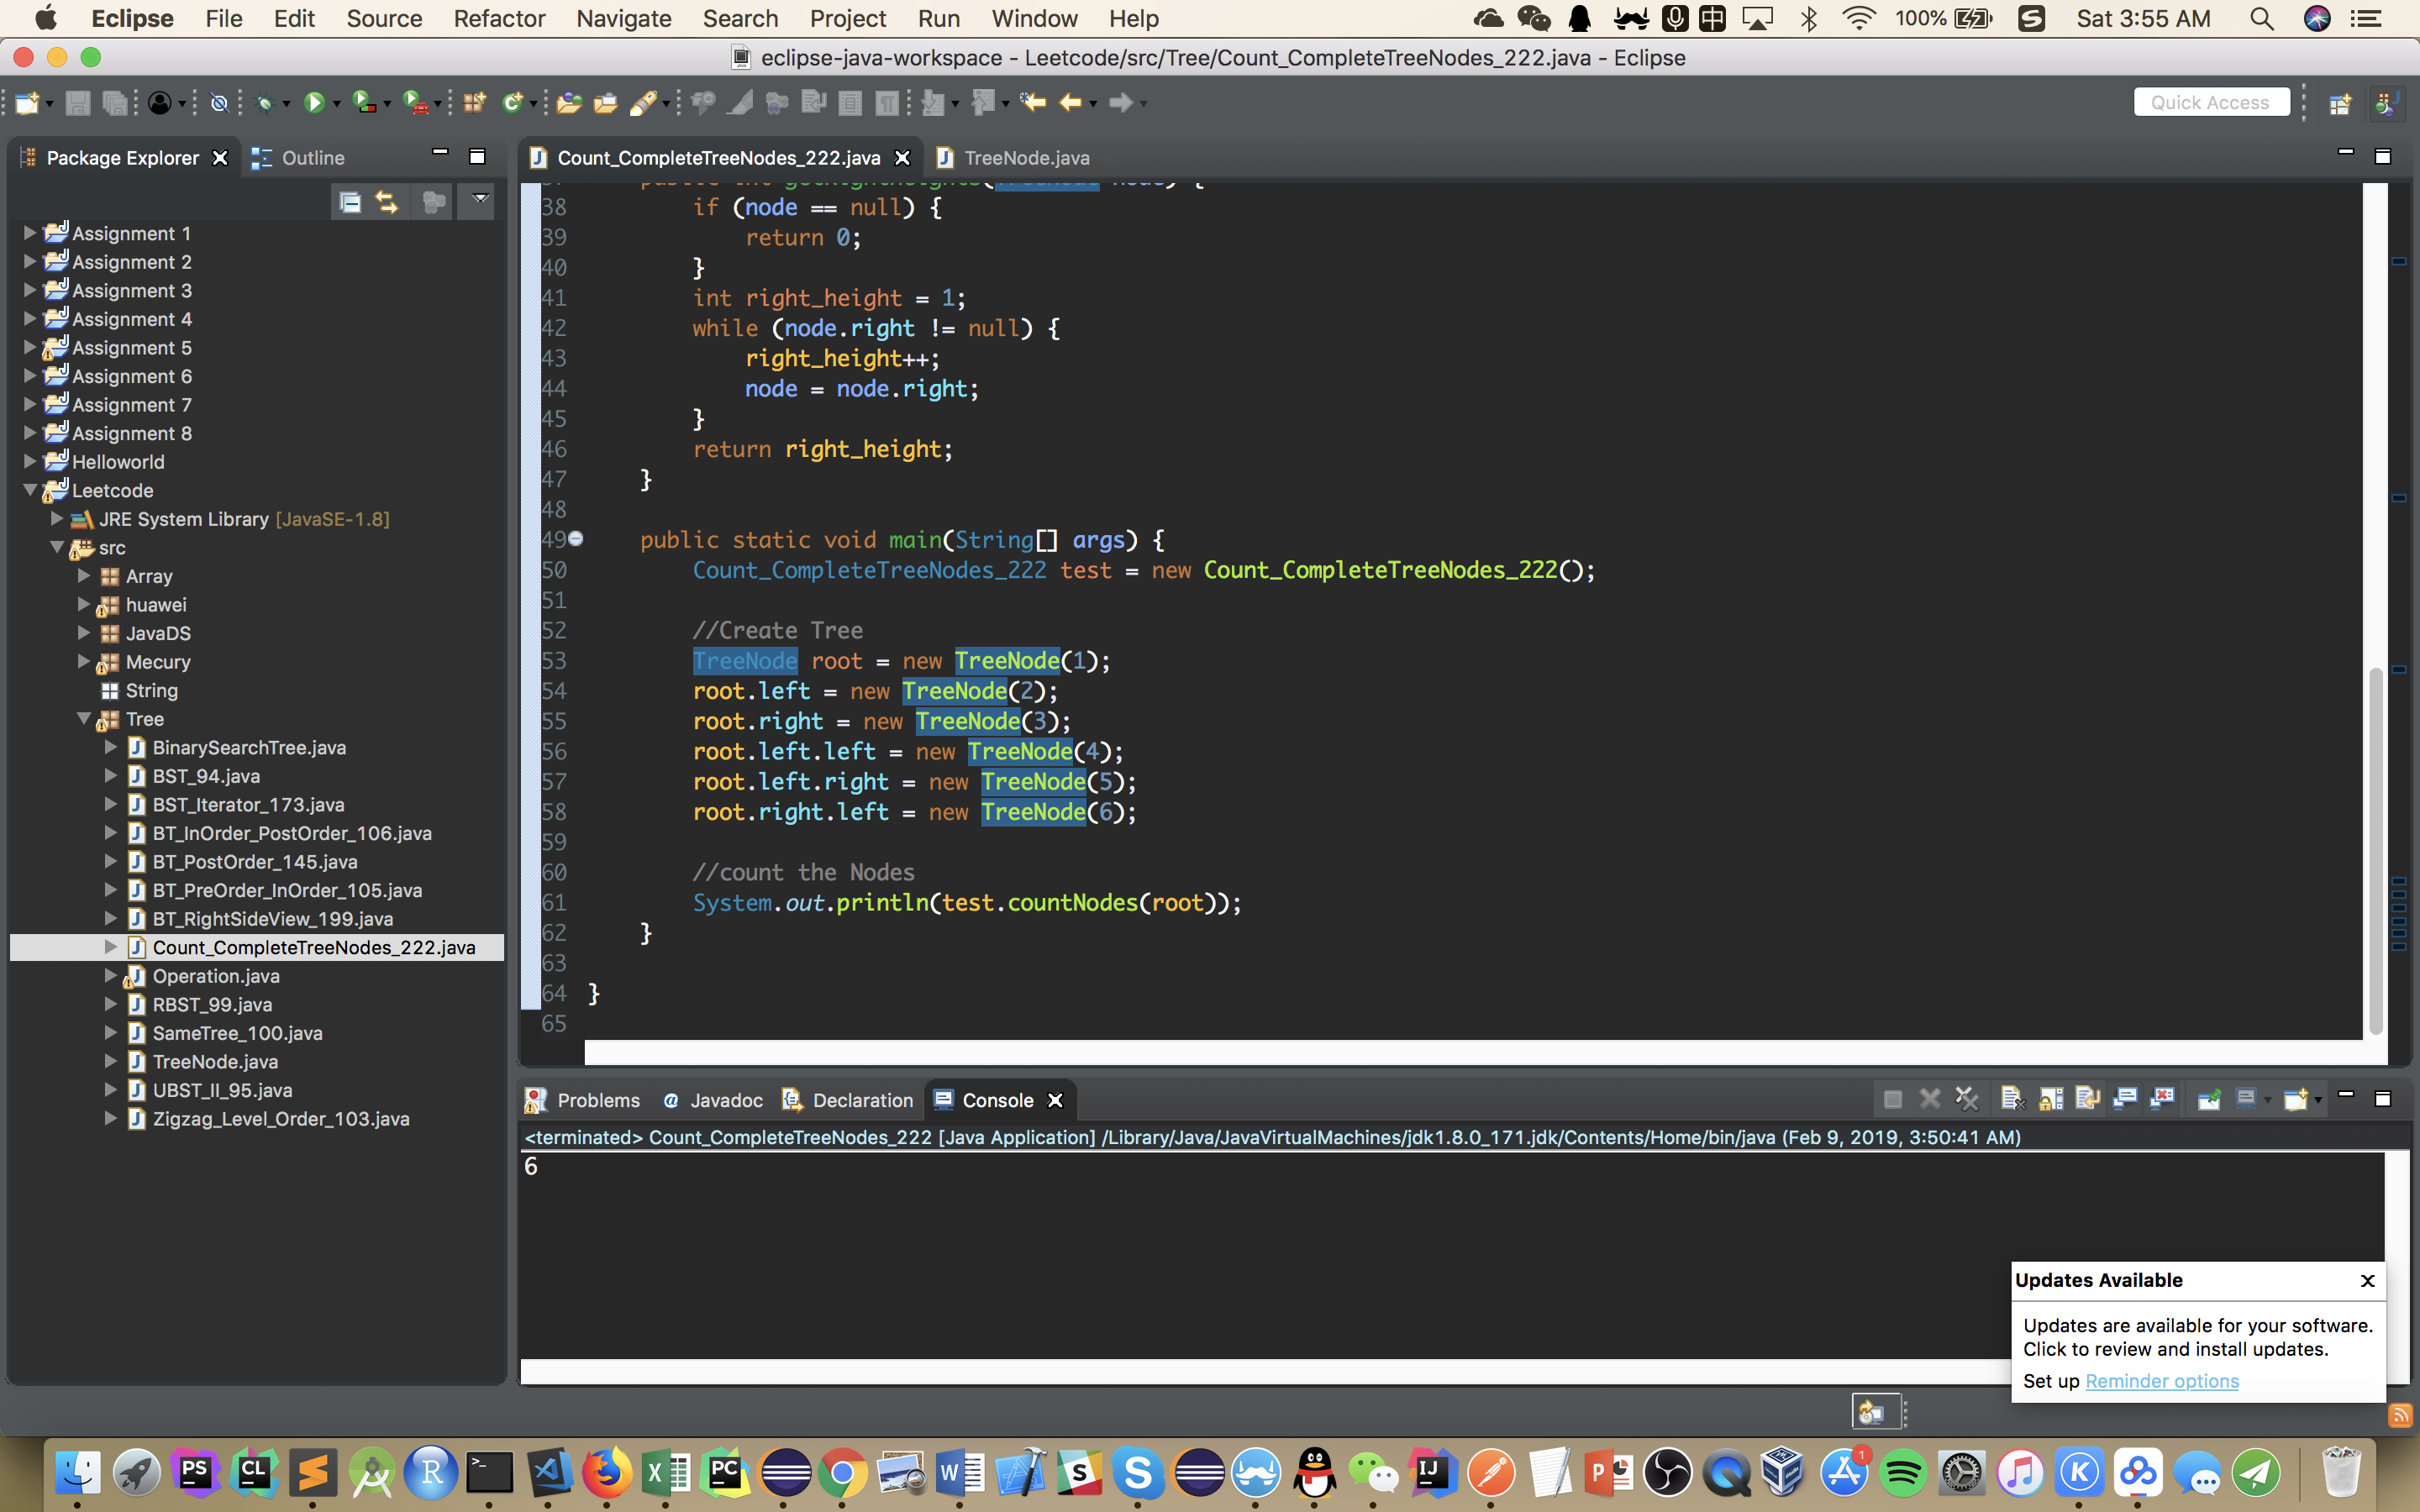 Eclipse File Edit Source Refactor Navigate Search Project Run Window Help 中 100% Sat 3:55 AM
eclipse-java-workspace - Leetcode/src/Tree/Count_CompleteTreeNodes_222.java - Eclipse
Quick Access
Package Explorer Outline
Assignment 1
Assignment 2
Assignment 3
Assignment 4
Assignment 5
Assignment 6
Assignment 7
Assignment 8
Helloworld
Leetcode
JRE System Library [JavaSE-1.8]
src
Array
huawei
JavaDS
Mecury
String
Tree
BinarySearchTree.java
BST_94.java
BST_Iterator_173.java
BT_InOrder_PostOrder_106.java
BT_PostOrder_145.java
BT_PreOrder_InOrder_105.java
BT_RightSideView_199.java
Count_CompleteTreeNodes_222.java
Operation.java
RBST_99.java
SameTree_100.java
TreeNode.java
UBST_II_95.java
Zigzag_Level_Order_103.java
Count_CompleteTreeNodes_222.java TreeNode.java
38 if (node == null) {
39 return 0;
40 }
41 int right_height = 1;
42 while (node.right != null) {
43 right_height++;
44 node = node.right;
45 }
46 return right_height;
47 }
48
49 public static void main(String[] args) {
50 Count_CompleteTreeNodes_222 test = new Count_CompleteTreeNodes_222();
51
52 //Create Tree
53 TreeNode root = new TreeNode(1);
54 root.left = new TreeNode(2);
55 root.right = new TreeNode(3);
56 root.left.left = new TreeNode(4);
57 root.left.right = new TreeNode(5);
58 root.right.left = new TreeNode(6);
59
60 //count the Nodes
61 System.out.println(test.countNodes(root));
62 }
63
64 }
65
Problems Javadoc Declaration Console
<terminated> Count_CompleteTreeNodes_222 [Java Application] /Library/Java/JavaVirtualMachines/jdk1.8.0_171.jdk/Contents/Home/bin/java (Feb 9, 2019, 3:50:41 AM)
6
Updates Available
Updates are available for your software.
Click to review and install updates.
Set up Reminder options
PS CL R >_ X PC W S S IJ P 1 K